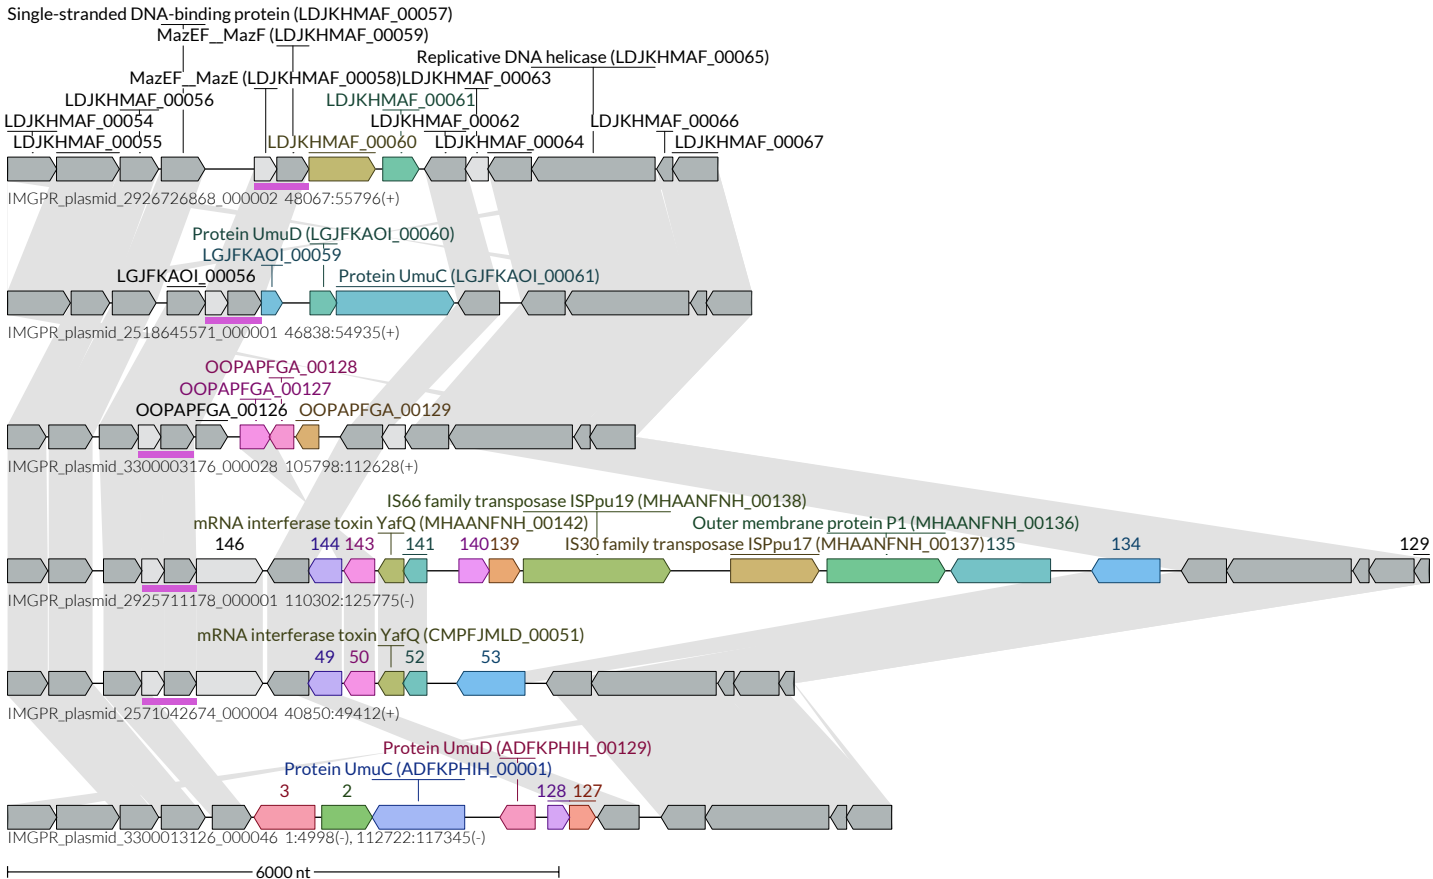 Single-stranded DNA-binding protein (LDJKHMAF_00057)
MazEF__MazF (LDJKHMAF_00059)
Replicative DNA helicase (LDJKHMAF_00065)
MazEF__MazE (LDJKHMAF_00058) LDJKHMAF_00063
LDJKHMAF_00056 LDJKHMAF_00061
LDJKHMAF_00054 LDJKHMAF_00062 LDJKHMAF_00066
LDJKHMAF_00055 LDJKHMAF_00060 LDJKHMAF_00064 LDJKHMAF_00067
IMGPR_plasmid_2926726868_000002 48067:55796(+)
Protein UmuD (LGJFKAOI_00060)
LGJFKAOI_00059
LGJFKAOI_00056 Protein UmuC (LGJFKAOI_00061)
IMGPR_plasmid_2518645571_000001 46838:54935(+)
OOPAPFGA_00128
OOPAPFGA_00127
OOPAPFGA_00126 OOPAPFGA_00129
IMGPR_plasmid_3300003176_000028 105798:112628(+)
IS66 family transposase ISPpu19 (MHAANFNH_00138)
mRNA interferase toxin YafQ (MHAANFNH_00142) Outer membrane protein P1 (MHAANFNH_00136)
146 144 143 141 140 139 IS30 family transposase ISPpu17 (MHAANFNH_00137) 135 134 129
IMGPR_plasmid_2925711178_000001 110302:125775(-)
mRNA interferase toxin YafQ (CMPFJMLD_00051)
49 50 52 53
IMGPR_plasmid_2571042674_000004 40850:49412(+)
Protein UmuD (ADFKPHIH_00129)
Protein UmuC (ADFKPHIH_00001)
3 2 128 127
IMGPR_plasmid_3300013126_000046 1:4998(-), 112722:117345(-)
6000 nt